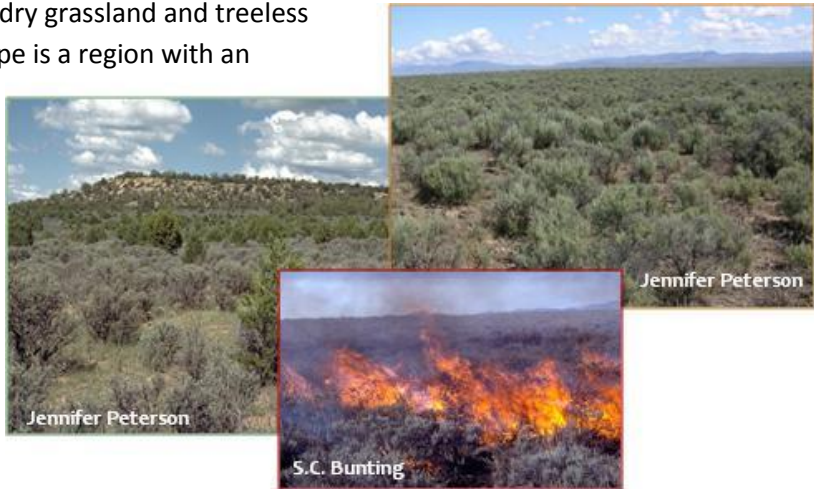 dry grassland and treeless
pe is a region with an
Jennifer Peterson
Jennifer Peterson
S.C. Bunting